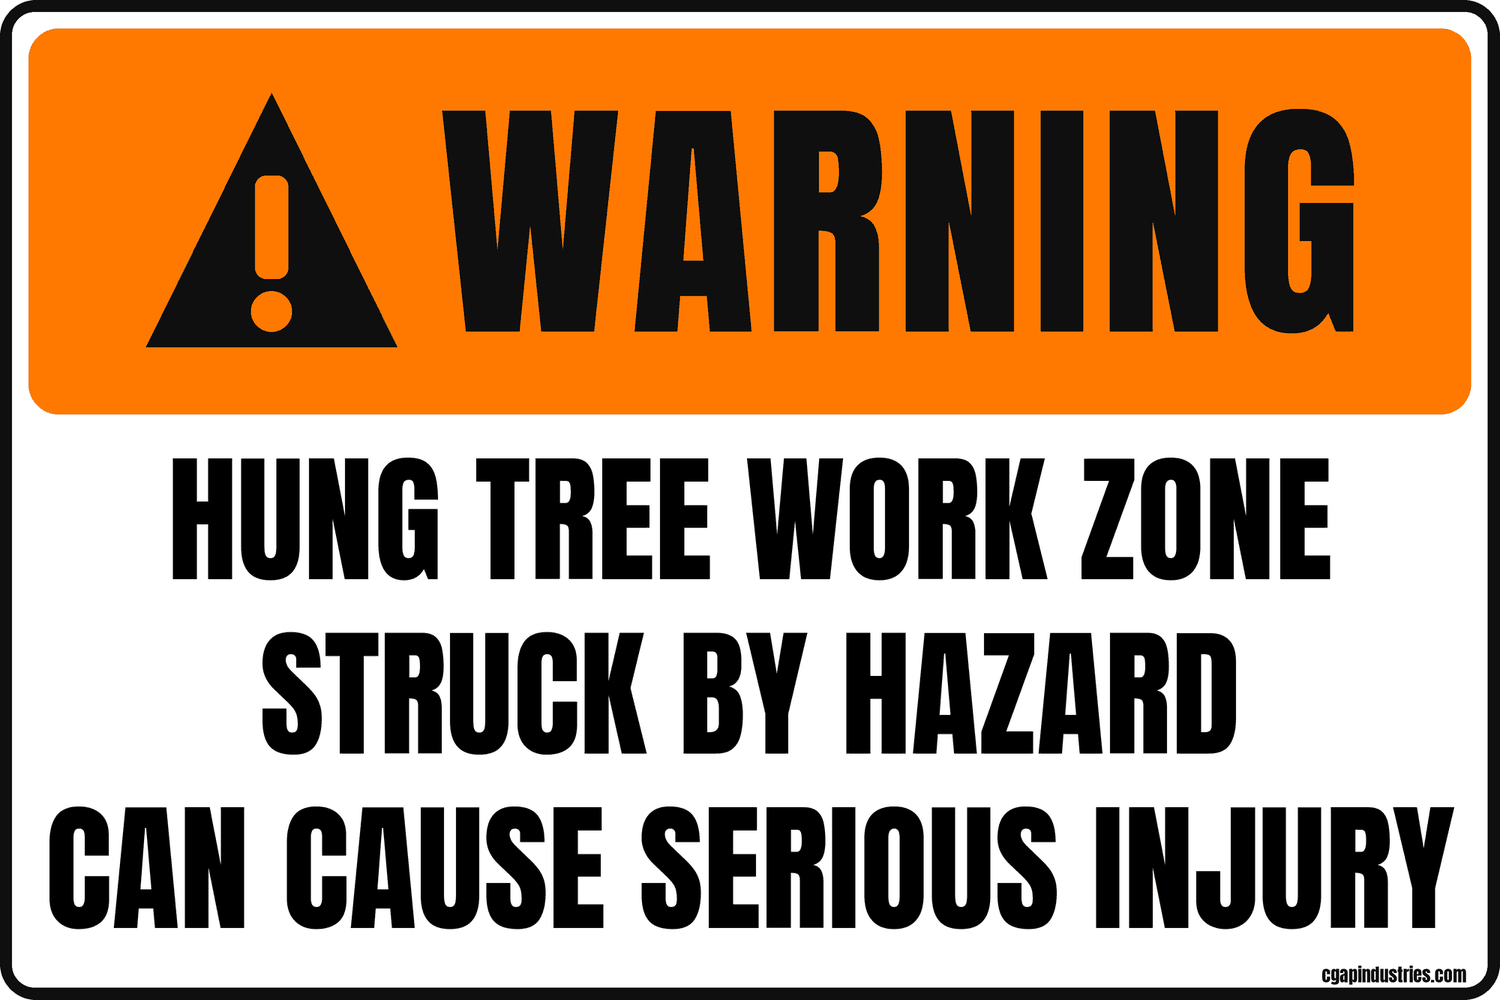 WARNING
HUNG TREE WORK ZONE
STRUCK BY HAZARD
CAN CAUSE SERIOUS INJURY
cgapindustries.com